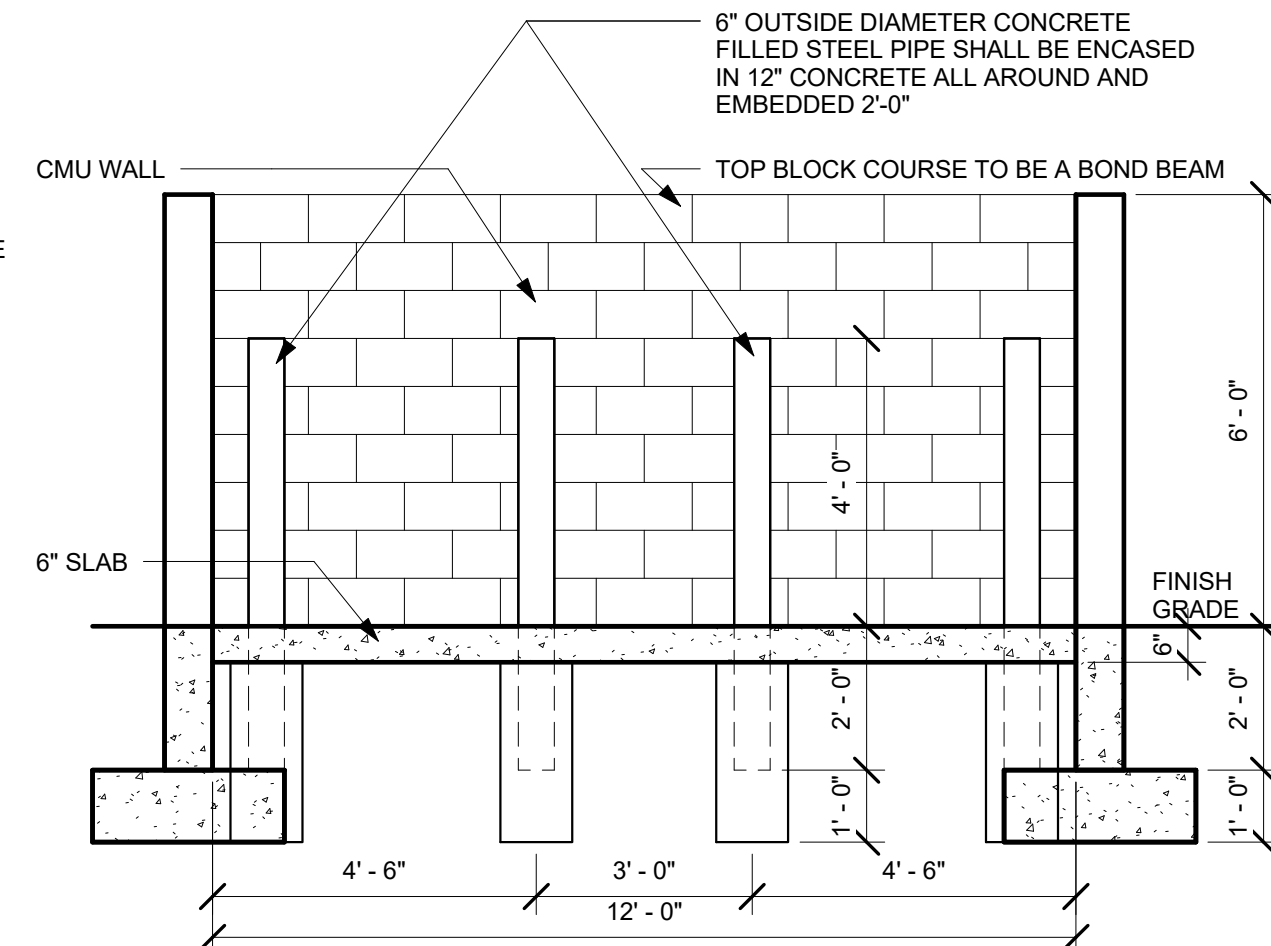 6" OUTSIDE DIAMETER CONCRETE
FILLED STEEL PIPE SHALL BE ENCASED
IN 12" CONCRETE ALL AROUND AND
EMBEDDED 2'-0"
CMU WALL
TOP BLOCK COURSE TO BE A BOND BEAM
E
6' - 0"
4' - 0"
6" SLAB
FINISH
GRADE
6"
2' - 0"
2' - 0"
1' - 0"
1' - 0"
4' - 6"
3' - 0"
4' - 6"
12' - 0"